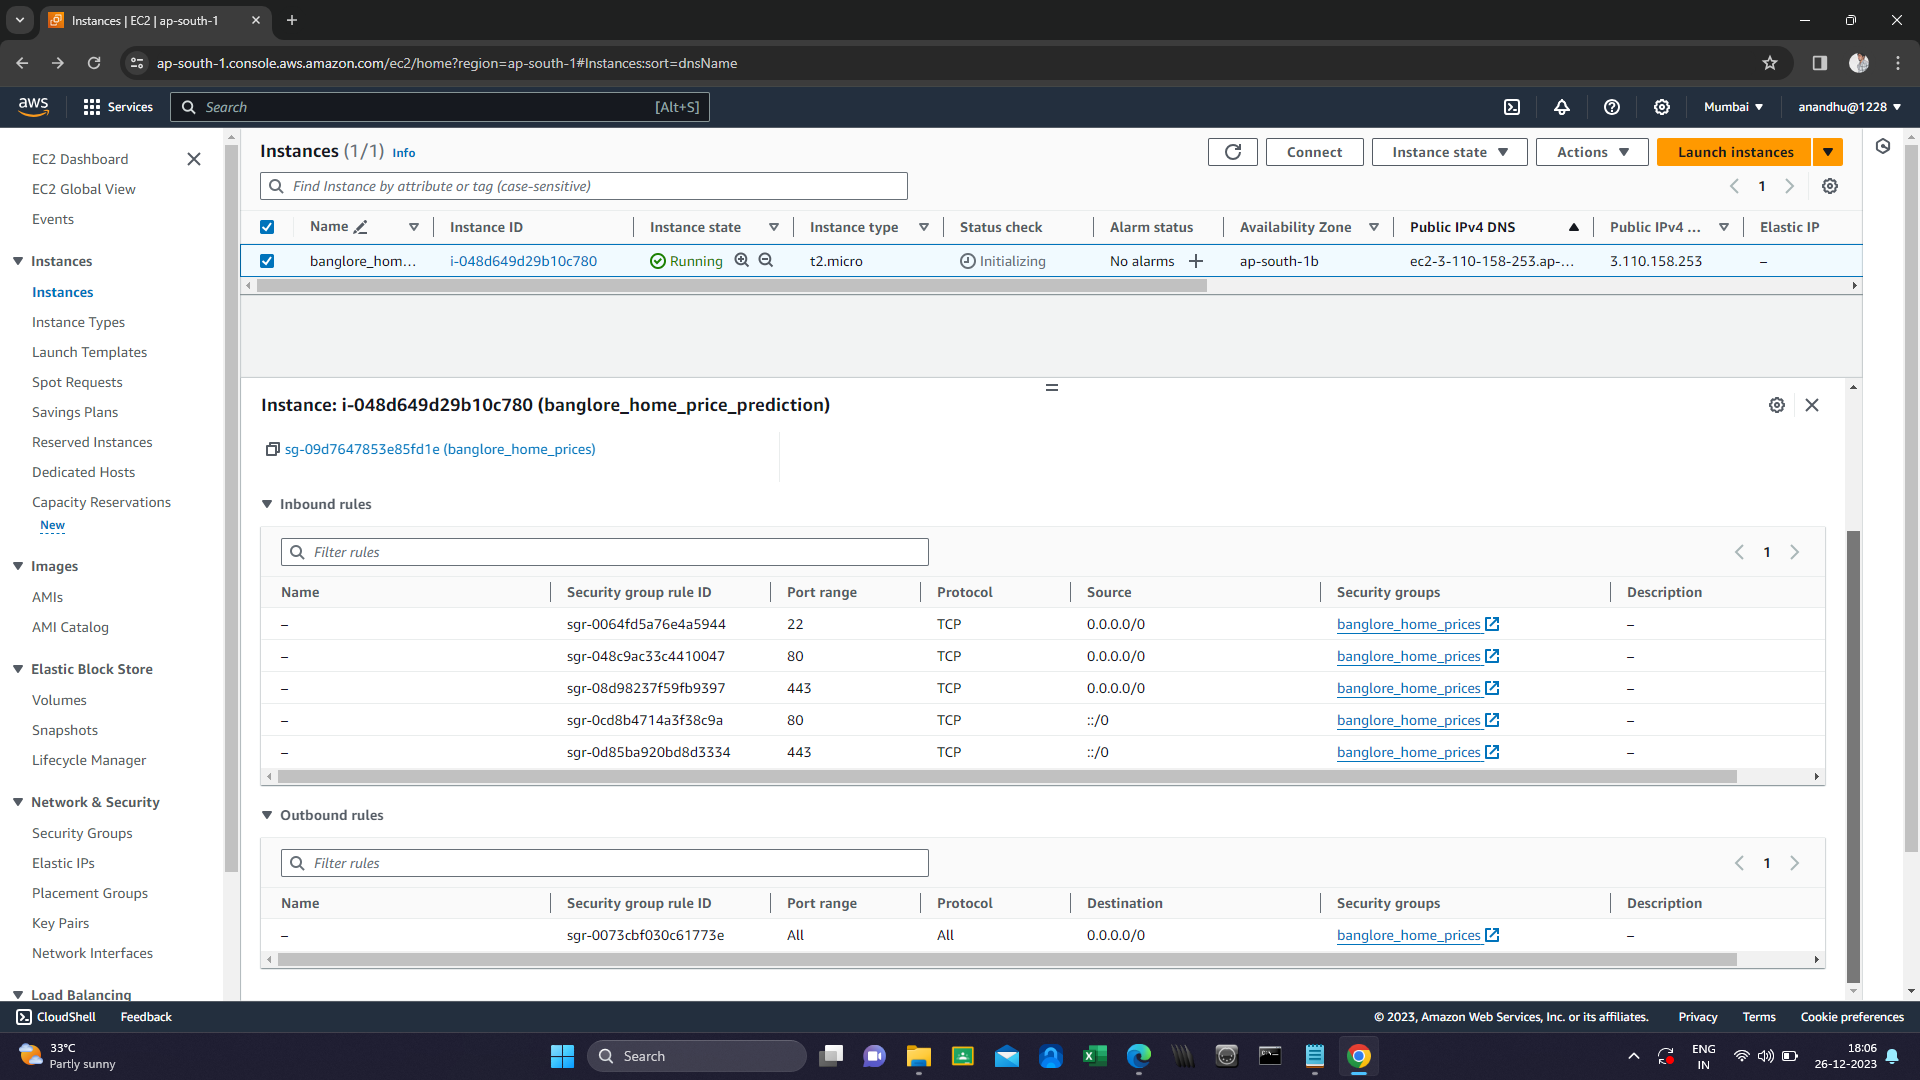 Instances | EC2 | ap-south-1
ap-south-1.console.aws.amazon.com/ec2/home?region=ap-south-1#Instances:sort=dnsName
aws
Services
Search
[Alt+S]
Mumbai
anandhu@1228
EC2 Dashboard
EC2 Global View
Events
Instances
Instances
Instance Types
Launch Templates
Spot Requests
Savings Plans
Reserved Instances
Dedicated Hosts
Capacity Reservations
New
Images
AMIs
AMI Catalog
Elastic Block Store
Volumes
Snapshots
Lifecycle Manager
Network & Security
Security Groups
Elastic IPs
Placement Groups
Key Pairs
Network Interfaces
Load Balancing
Instances (1/1) Info
Connect
Instance state
Actions
Launch instances
Find Instance by attribute or tag (case-sensitive)
1
Name Instance ID Instance state Instance type Status check Alarm status Availability Zone Public IPv4 DNS Public IPv4 ... Elastic IP
banglore_hom... i-048d649d29b10c780 Running t2.micro Initializing No alarms ap-south-1b ec2-3-110-158-253.ap-... 3.110.158.253 –
Instance: i-048d649d29b10c780 (banglore_home_price_prediction)
sg-09d7647853e85fd1e (banglore_home_prices)
Inbound rules
Filter rules
1
Name Security group rule ID Port range Protocol Source Security groups Description
– sgr-0064fd5a76e4a5944 22 TCP 0.0.0.0/0 banglore_home_prices –
– sgr-048c9ac33c4410047 80 TCP 0.0.0.0/0 banglore_home_prices –
– sgr-08d98237f59fb9397 443 TCP 0.0.0.0/0 banglore_home_prices –
– sgr-0cd8b4714a3f38c9a 80 TCP ::/0 banglore_home_prices –
– sgr-0d85ba920bd8d3334 443 TCP ::/0 banglore_home_prices –
Outbound rules
Filter rules
1
Name Security group rule ID Port range Protocol Destination Security groups Description
– sgr-0073cbf030c61773e All All 0.0.0.0/0 banglore_home_prices –
CloudShell
Feedback
© 2023, Amazon Web Services, Inc. or its affiliates.
Privacy
Terms
Cookie preferences
33°C
Partly sunny
Search
ENG
IN
18:06
26-12-2023